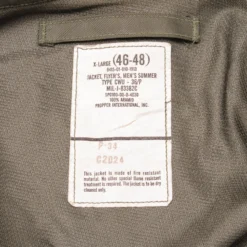 X-LARGE (46-48)
JACKET, FLYER'S, MEN'S SUMMER
TYPE CWU - 36/P
MIL-J-83382C
100% ARAMID
PROPPER INTERNATIONAL, INC.
P-38
C2024
This jacket is made of fire resistant
material. No other special flame resistant
treatment is required. The jacket is to be dry
cleaned only.